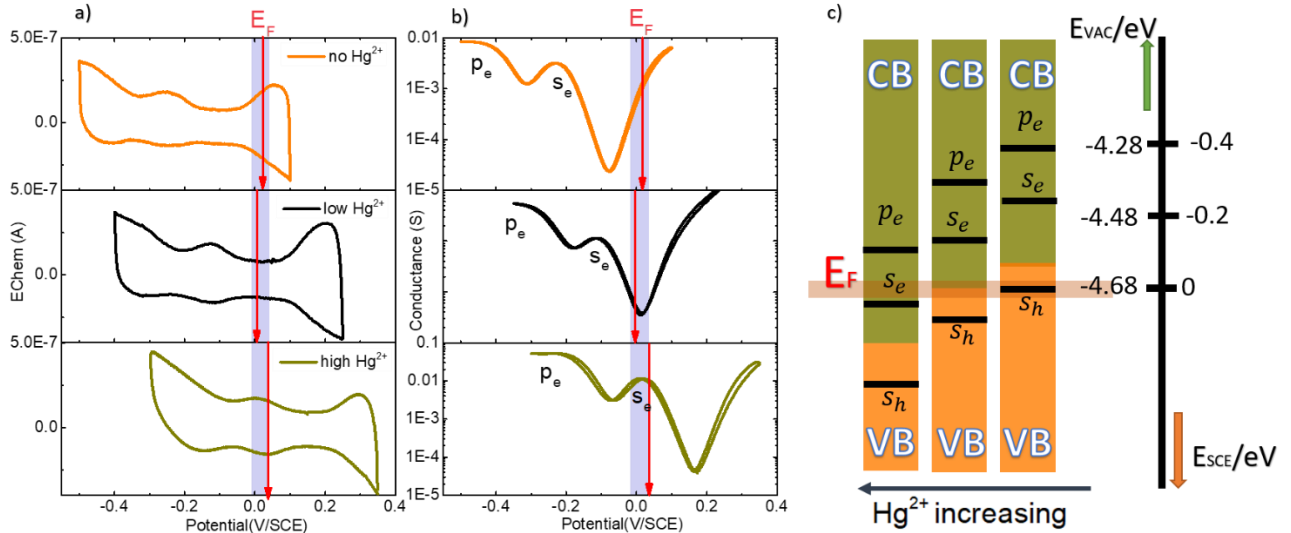 a)
E_F
5.0E-7
0.0
5.0E-7
0.0
5.0E-7
0.0
no Hg²⁺
low Hg²⁺
high Hg²⁺
EChem (A)
-0.4 -0.2 0.0 0.2 0.4
Potential(V/SCE)
b)
E_F
0.01
1E-3
1E-4
1E-5
0.1
0.01
1E-3
1E-4
1E-5
p_e
s_e
p_e
s_e
p_e
s_e
Conductance (S)
-0.4 -0.2 0.0 0.2 0.4
Potential(V/SCE)
c)
CB CB CB
p_e s_e s_h
p_e s_e s_h
p_e s_e s_h
VB VB VB
E_F
Hg²⁺ increasing
E_VAC/eV
-4.28 -0.4
-4.48 -0.2
-4.68 0
E_SCE/eV